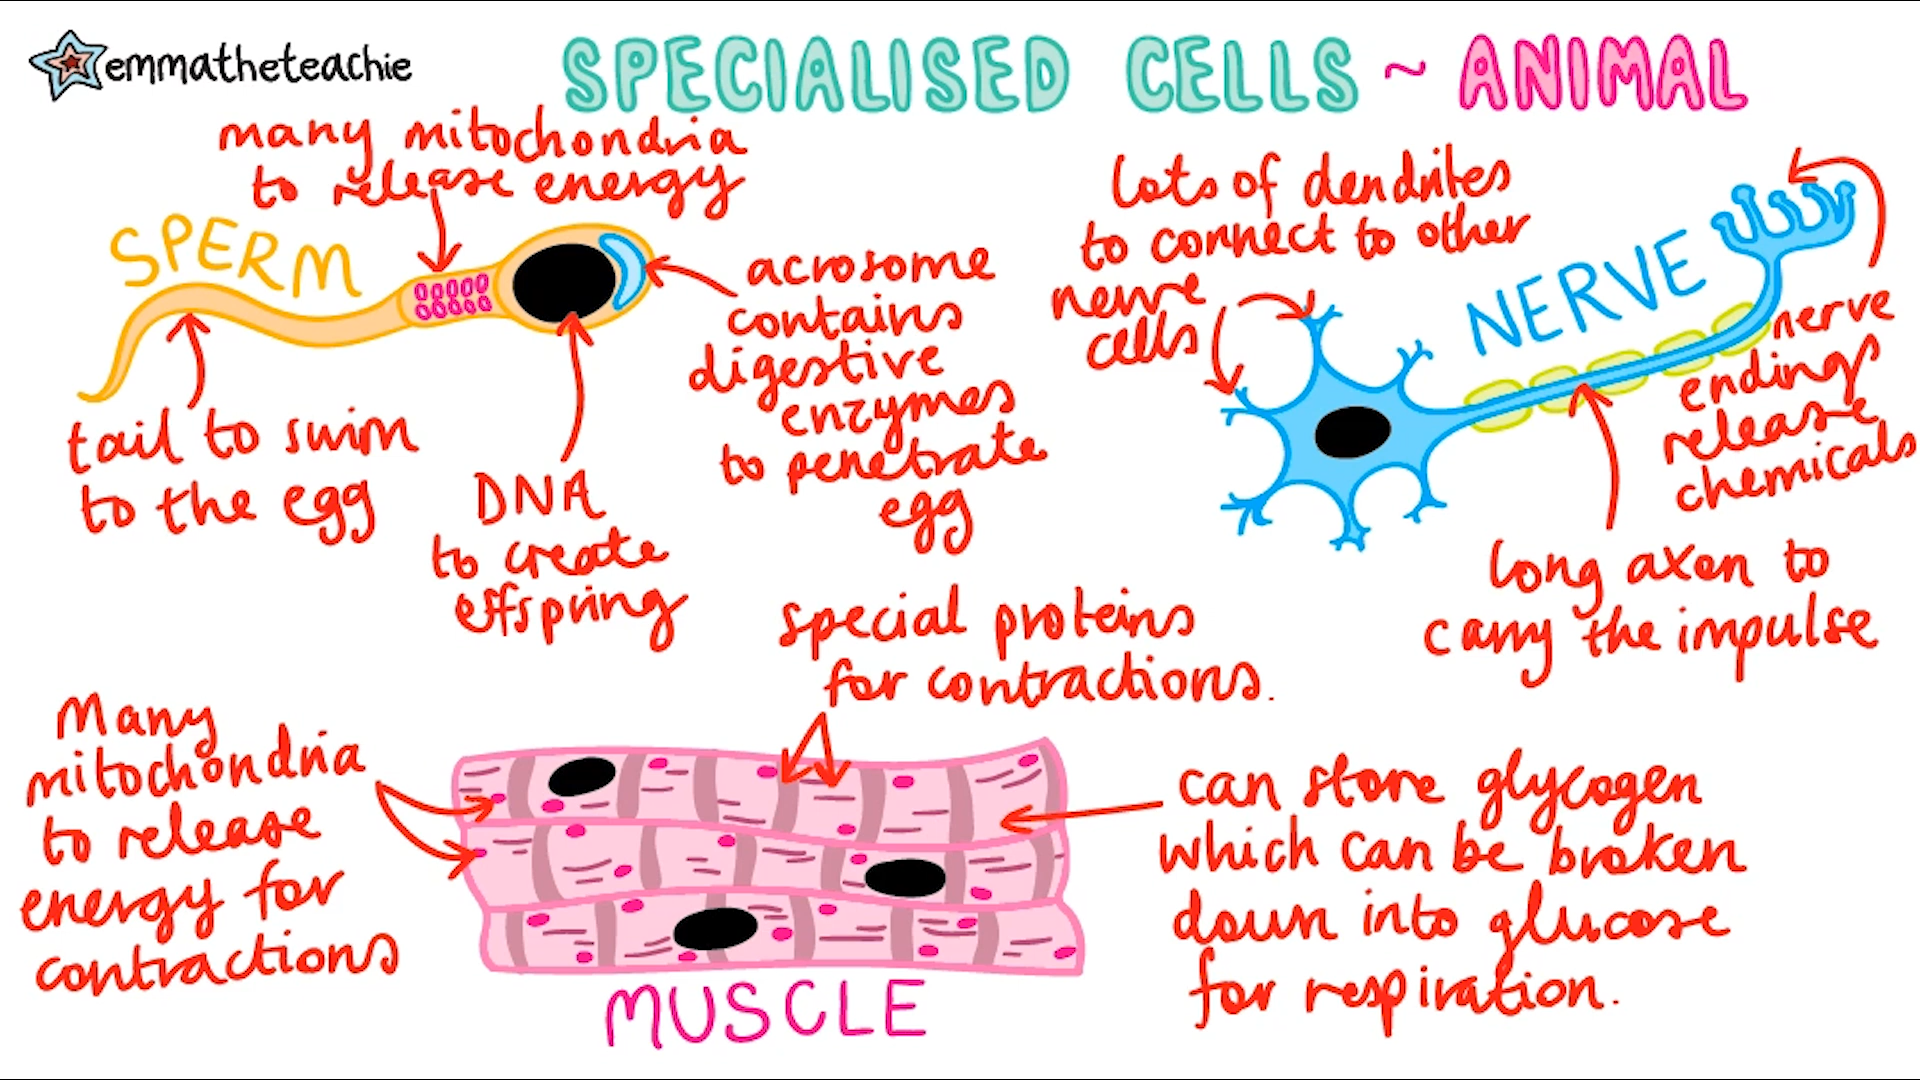 emmatheteachie
SPECIALISED CELLS ~ ANIMAL
many mitochondria
to release energy
SPERM
acrosome
contains
digestive
enzymes
to penetrate
egg
tail to swim
to the egg
DNA
to create
offspring
lots of dendrites
to connect to other
nerve
cells
NERVE
nerve
endings
release
chemicals
long axon to
carry the impulse
special proteins
for contractions.
Many
mitochondria
to release
energy for
contractions
can store glycogen
which can be broken
down into glucose
for respiration.
MUSCLE